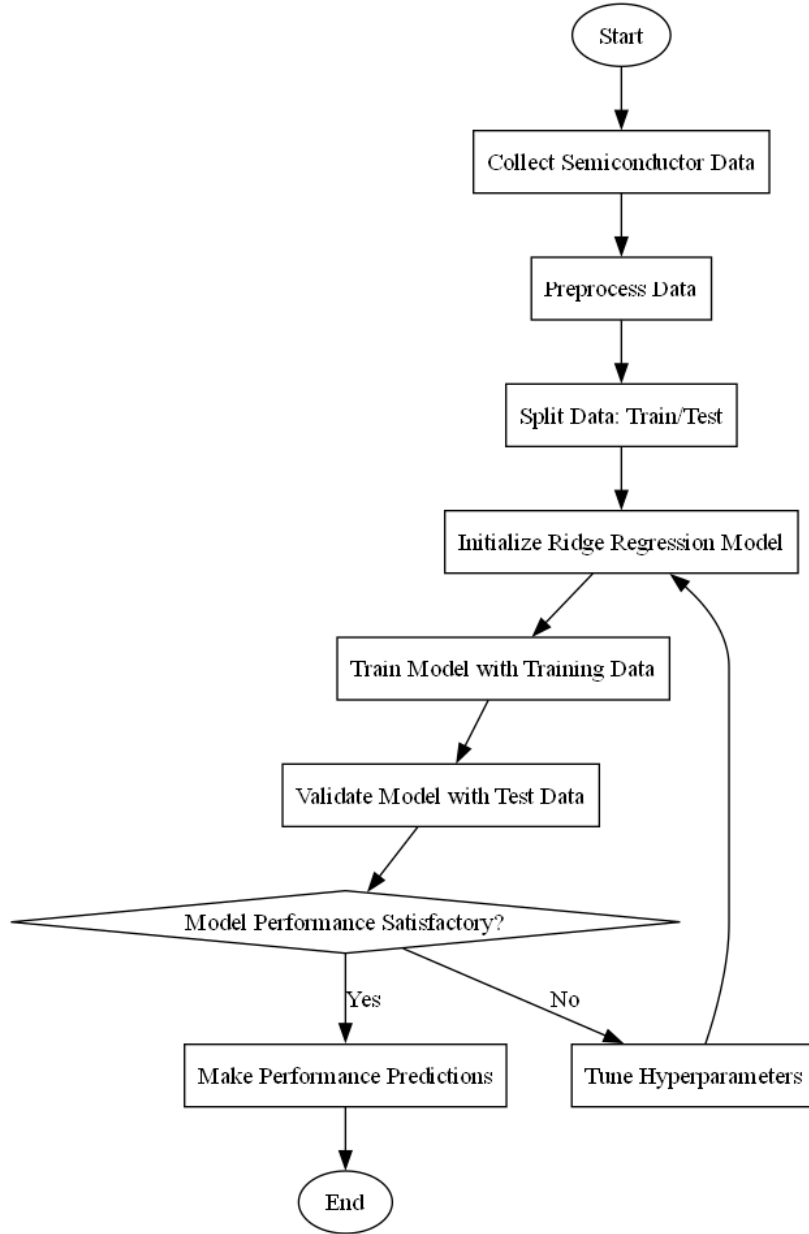 Start
Collect Semiconductor Data
Preprocess Data
Split Data: Train/Test
Initialize Ridge Regression Model
Train Model with Training Data
Validate Model with Test Data
Model Performance Satisfactory?
Yes
No
Make Performance Predictions
Tune Hyperparameters
End